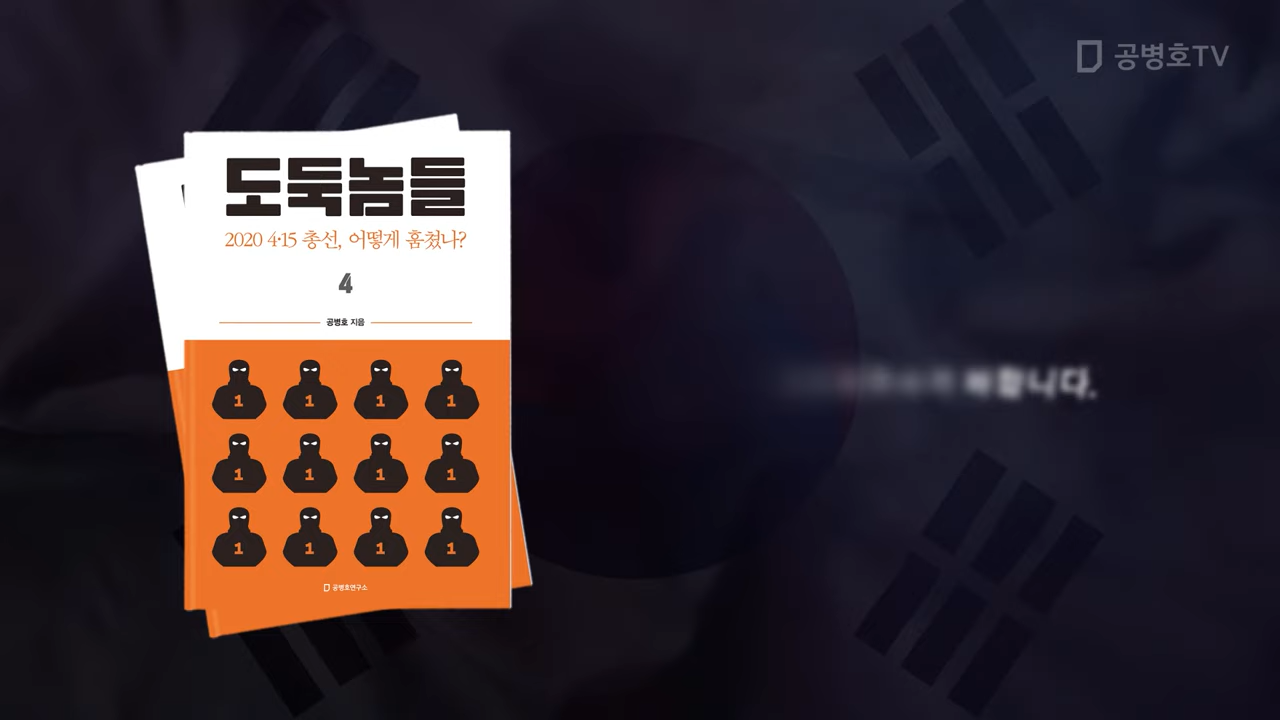 공병호TV
도둑놈들
2020 4·15 총선, 어떻게 훔쳤나?
4
공병호 지음
1 1 1 1
1 1 1 1
1 1 1 1
공병호연구소
합니다.